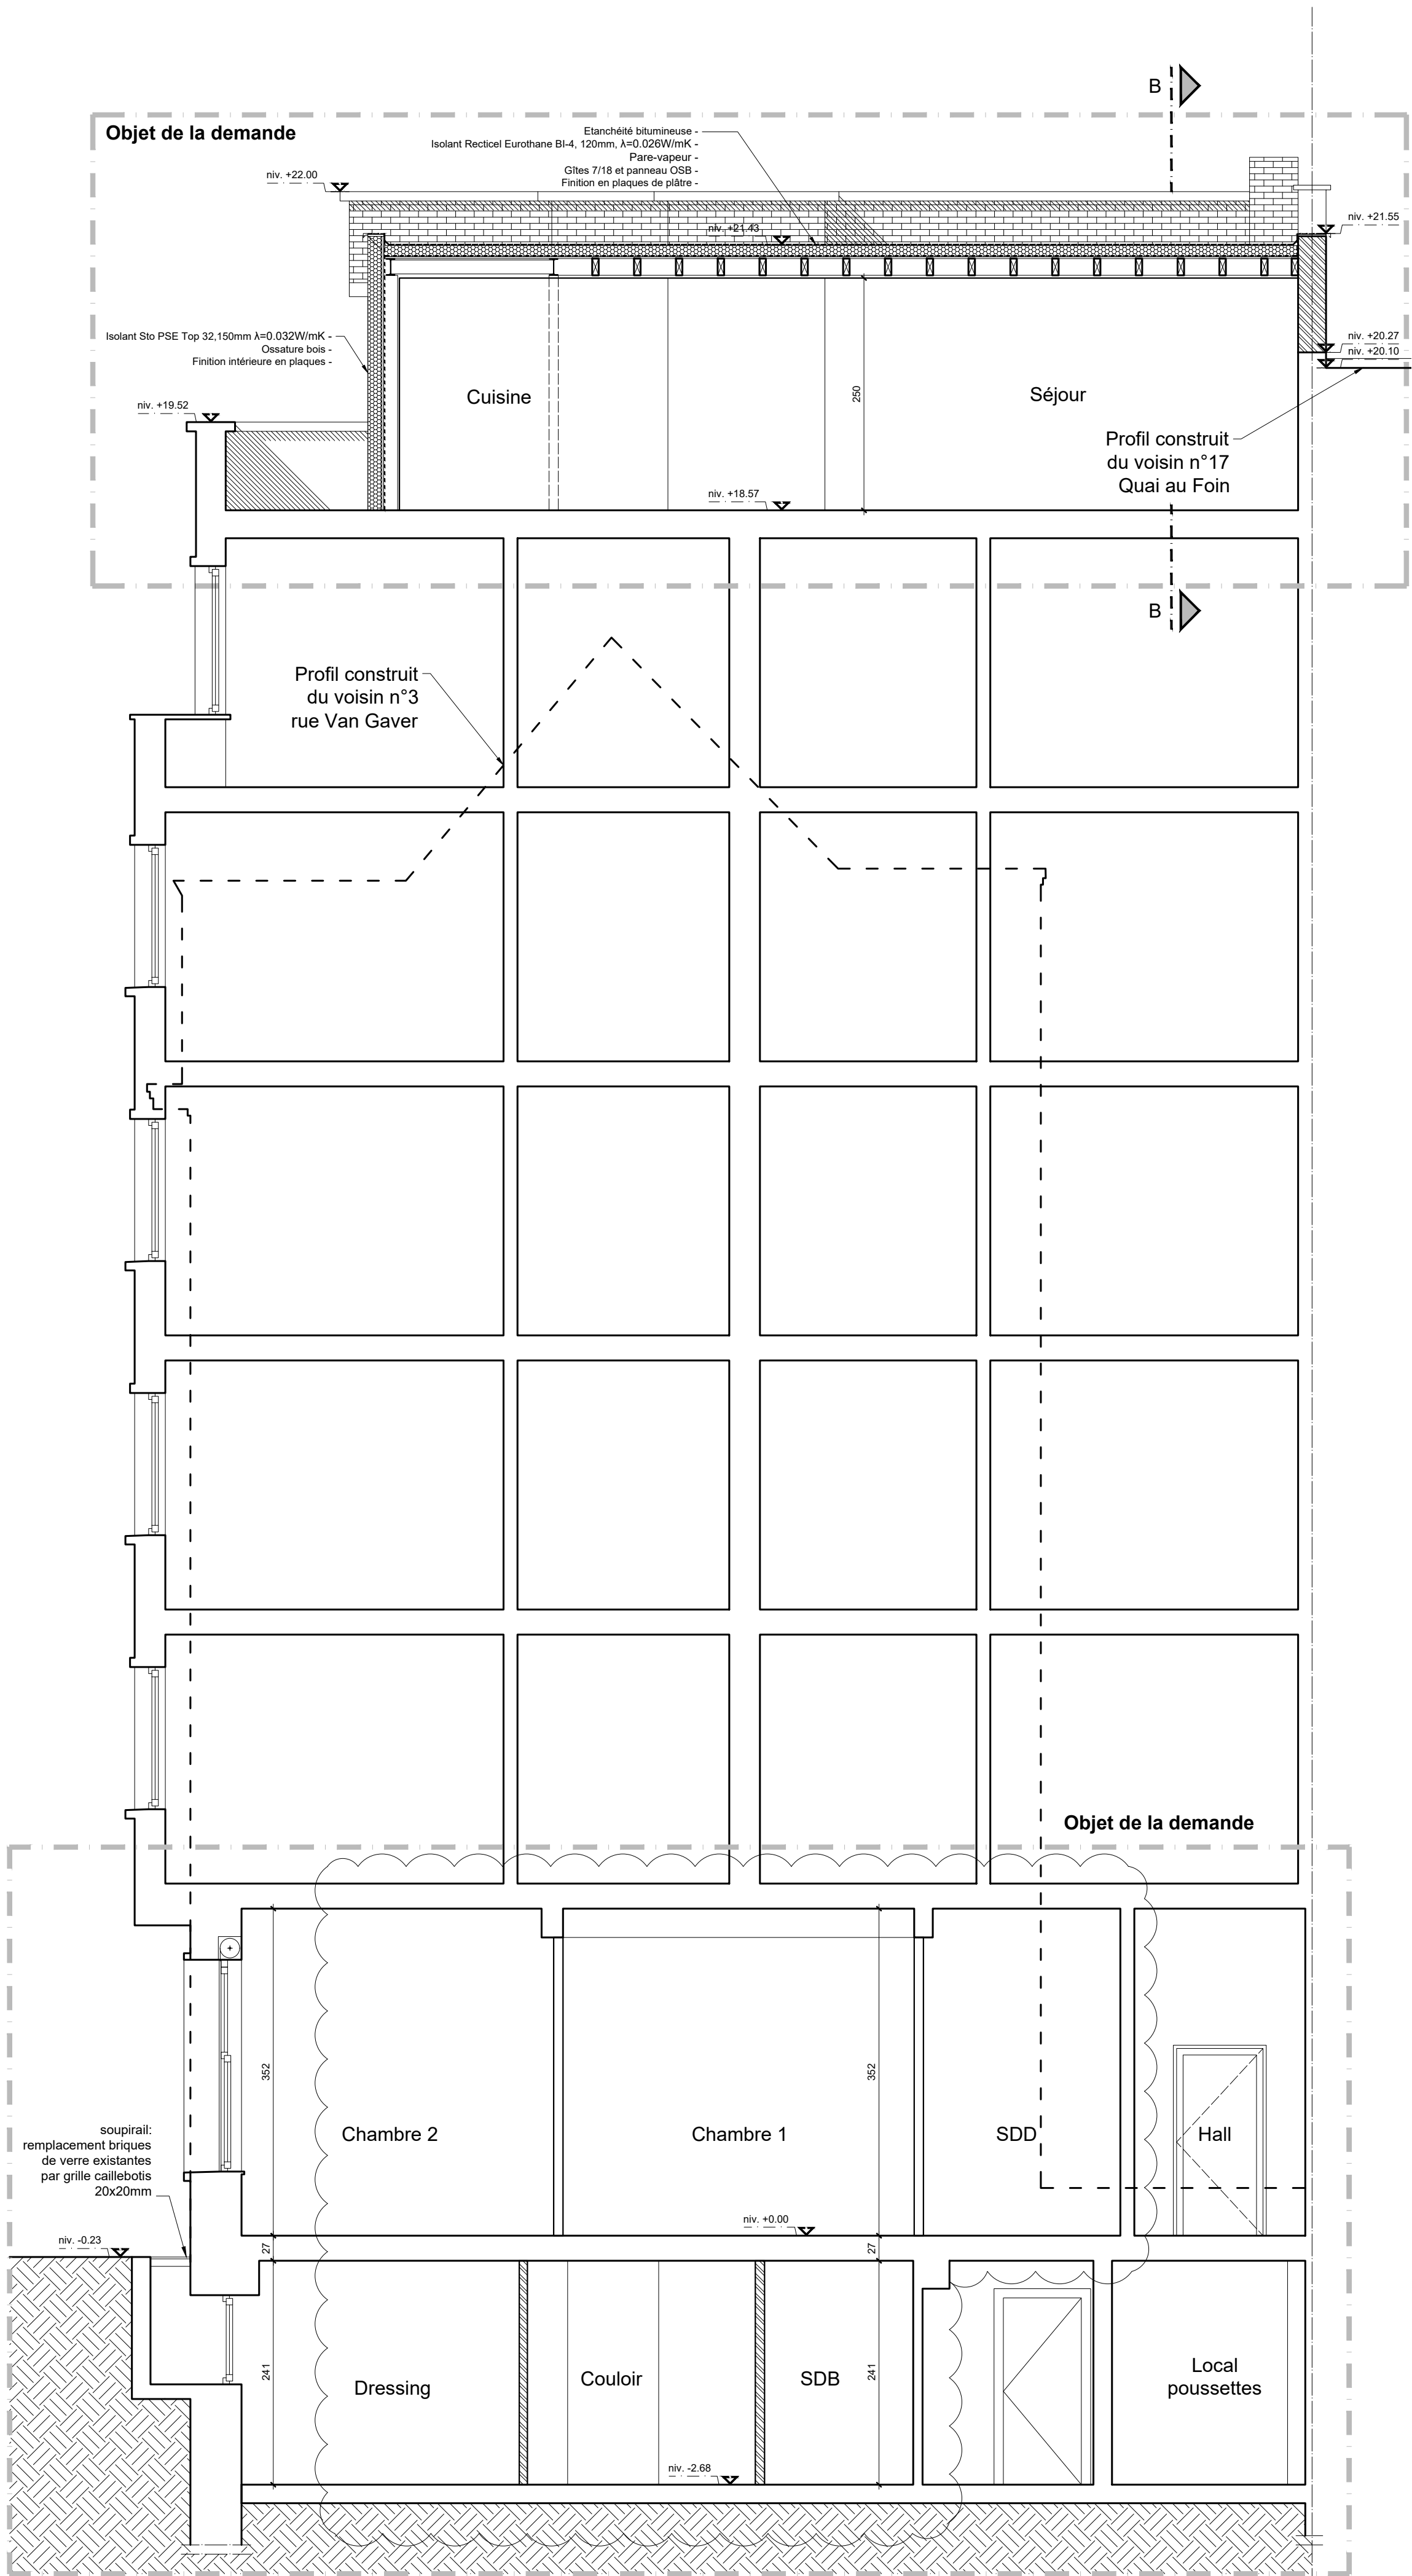 B
Objet de la demande
Etanchéité bitumineuse -
Isolant Recticel Eurothane BI-4, 120mm, λ=0.026W/mK -
Pare-vapeur -
Gîtes 7/18 et panneau OSB -
Finition en plaques de plâtre -
niv. +22.00
niv. +21.55
niv. +21.43
Isolant Sto PSE Top 32,150mm λ=0.032W/mK -
Ossature bois -
Finition intérieure en plaques -
niv. +20.27
niv. +20.10
niv. +19.52
Cuisine
250
Séjour
Profil construit
du voisin n°17
Quai au Foin
niv. +18.57
B
Profil construit
du voisin n°3
rue Van Gaver
Objet de la demande
352
352
soupirail:
remplacement briques
de verre existantes
par grille caillebotis
20x20mm
Chambre 2
Chambre 1
SDD
Hall
niv. +0.00
niv. -0.23
27
27
241
241
Dressing
Couloir
SDB
Local
poussettes
niv. -2.68